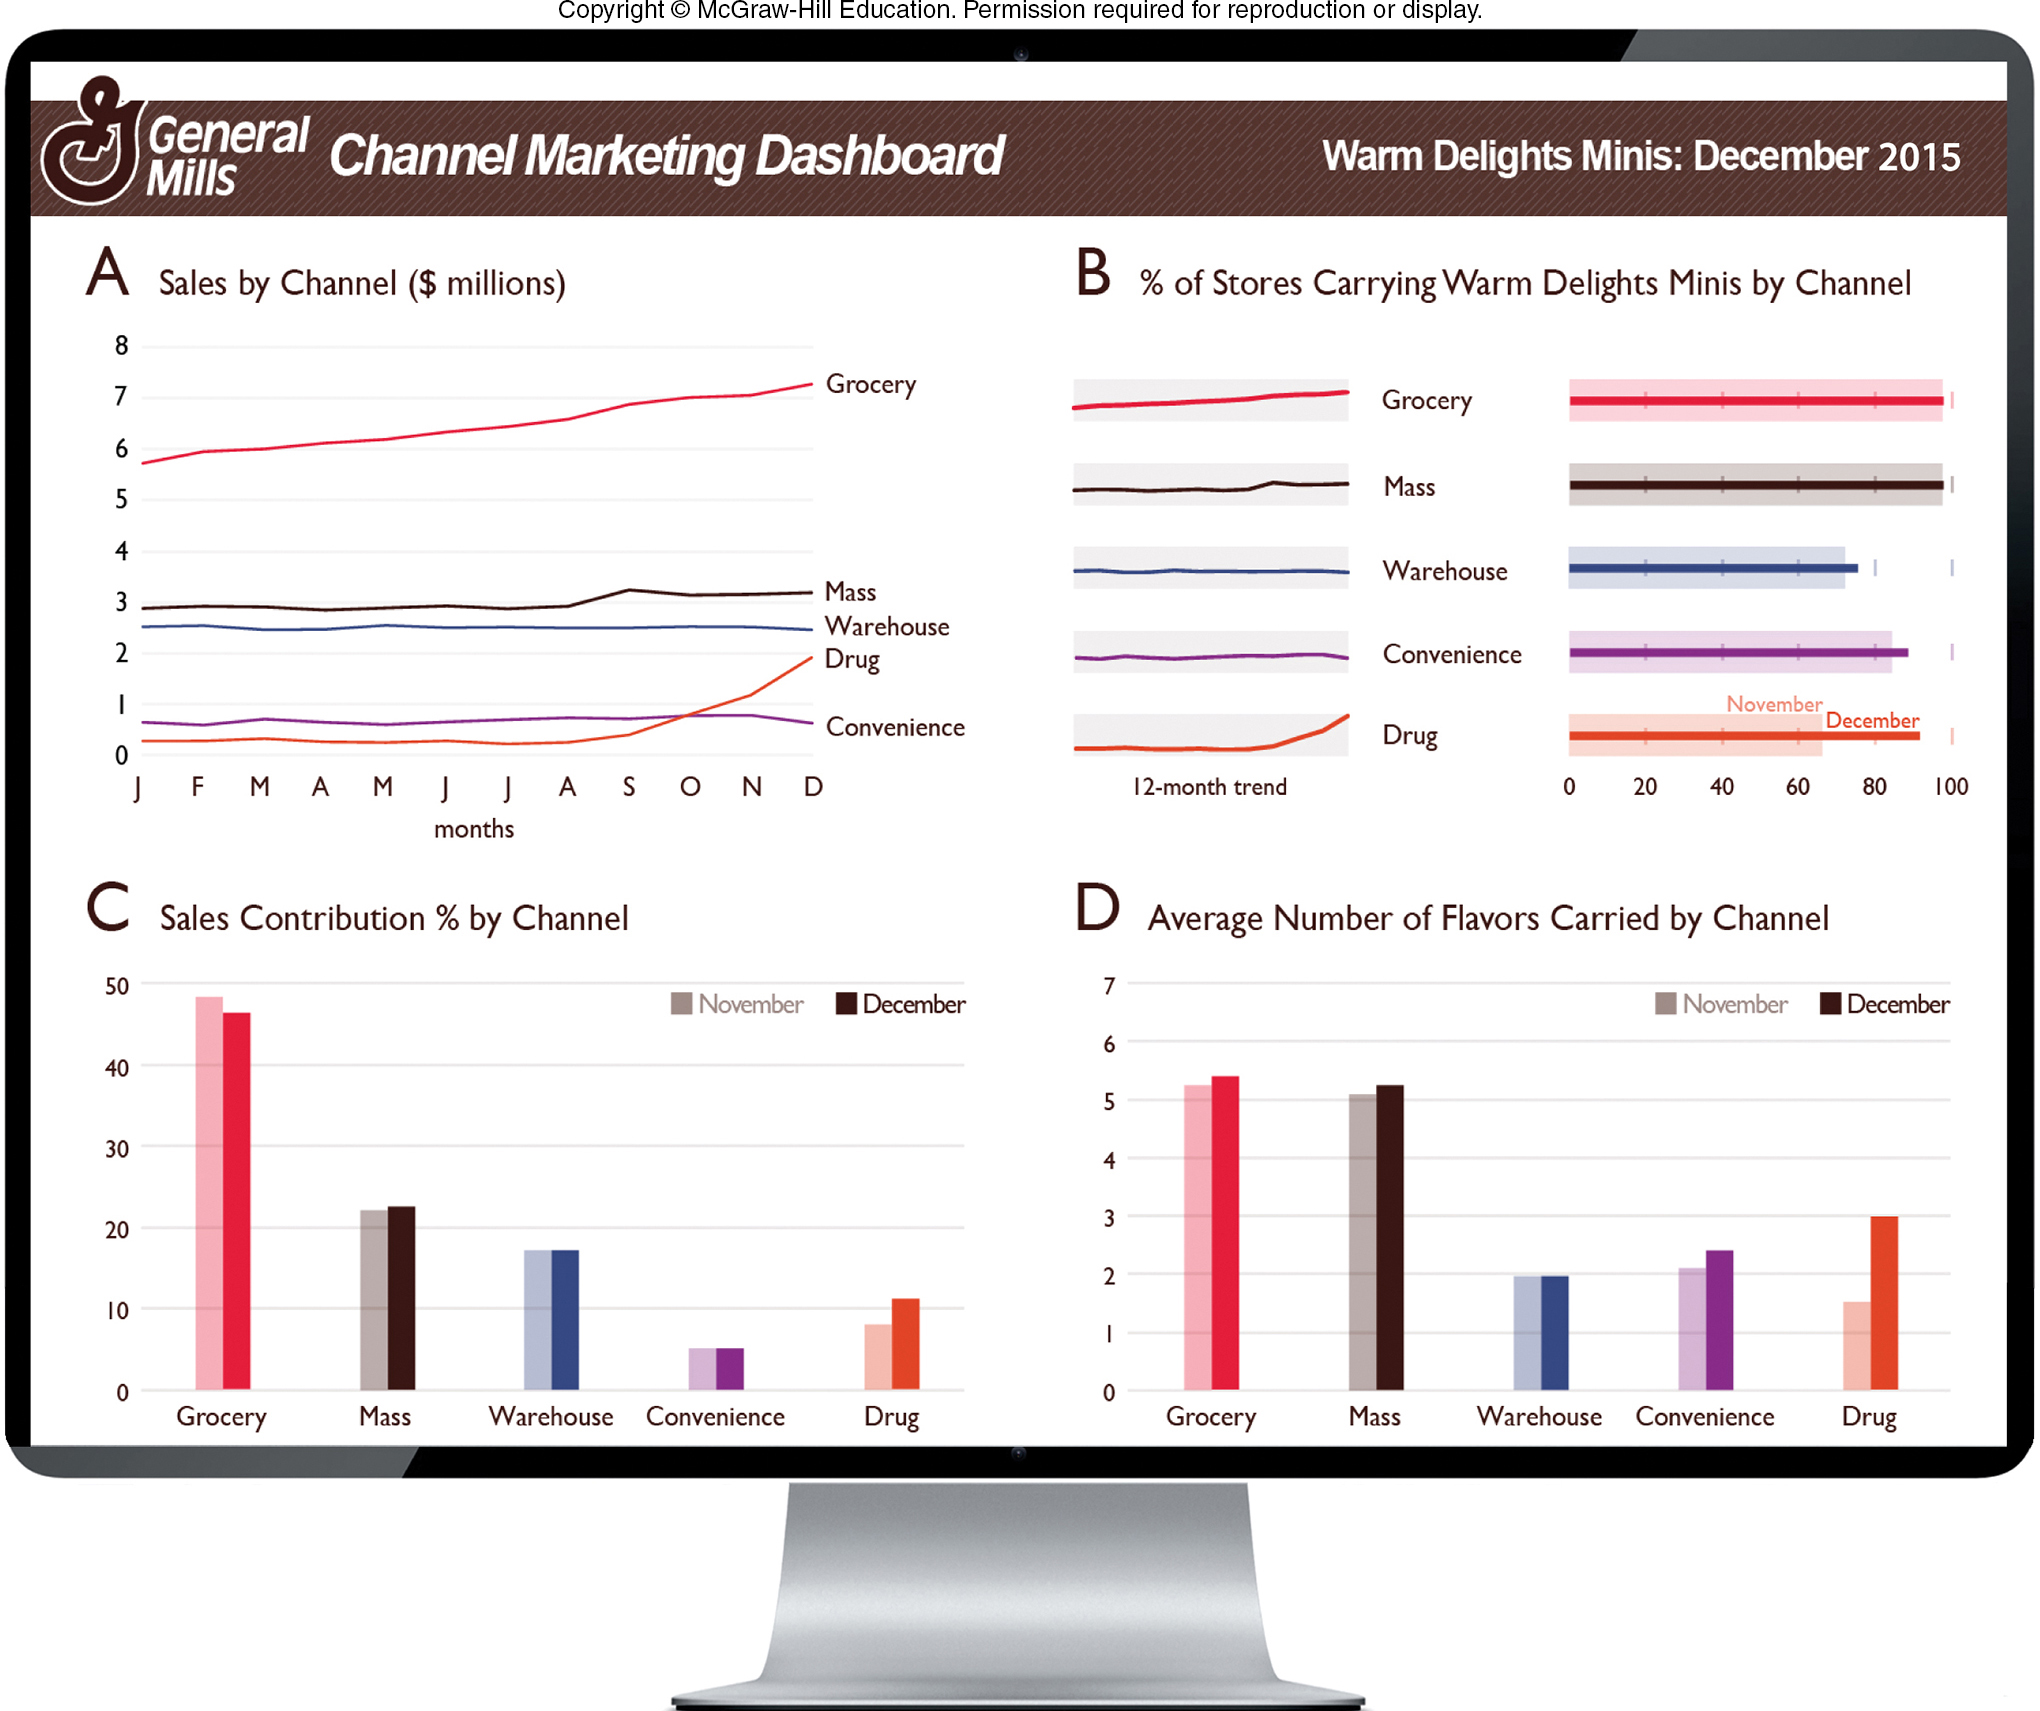 Copyright © McGraw-Hill Education. Permission required for reproduction or display.
General
Mills
Channel Marketing Dashboard
Warm Delights Minis: December 2015
A Sales by Channel ($ millions)
8
7
6
5
4
3
2
1
0
Grocery
Mass
Warehouse
Drug
Convenience
J F M A M J J A S O N D
months
B % of Stores Carrying Warm Delights Minis by Channel
Grocery
Mass
Warehouse
Convenience
Drug
November
December
12-month trend
0 20 40 60 80 100
C Sales Contribution % by Channel
50
40
30
20
10
0
November December
Grocery Mass Warehouse Convenience Drug
D Average Number of Flavors Carried by Channel
7
6
5
4
3
2
1
0
November December
Grocery Mass Warehouse Convenience Drug